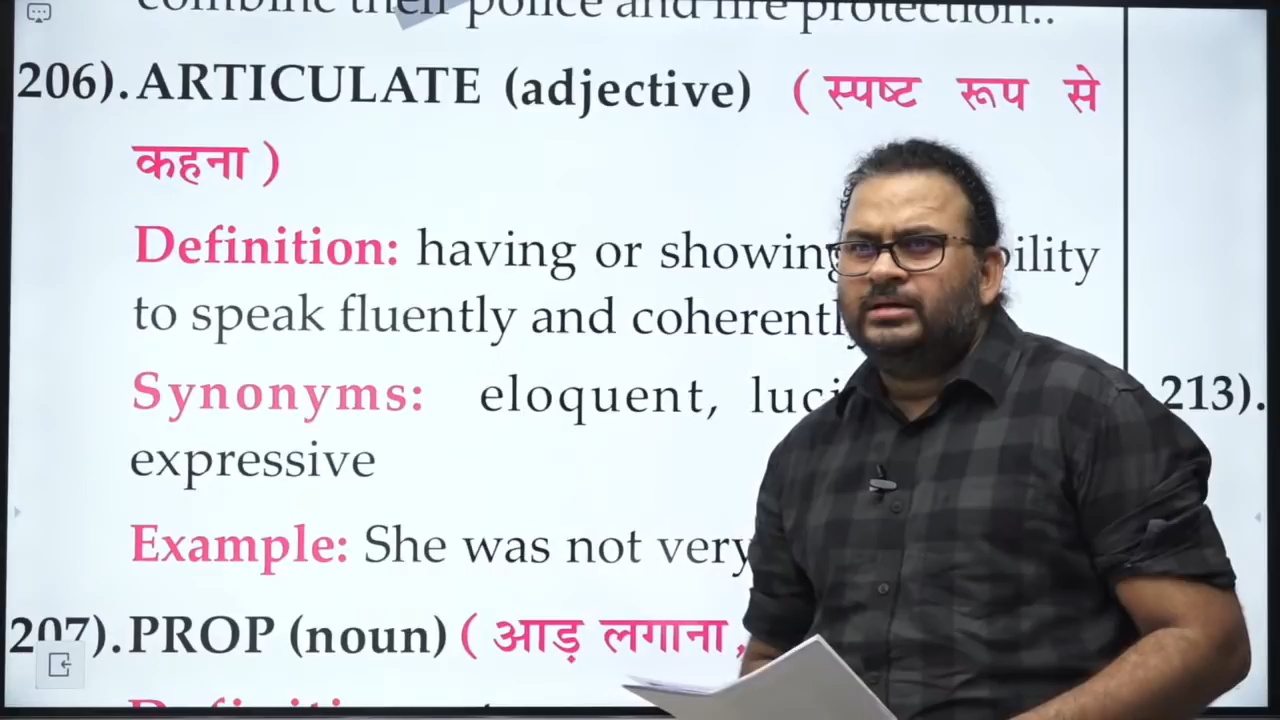 combine their police and fire protection..
206). ARTICULATE (adjective) ( स्पष्ट रूप से
कहना )
Definition: having or showing
to speak fluently and coherently
Synonyms: eloquent,
expressive
Example: She was not very
207). PROP (noun) ( आड़ लगाना,
213).